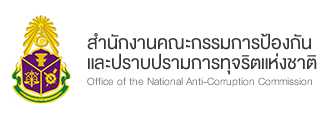 สำนักงานคณะกรรมการป้องกัน
และปราบปรามการทุจริตแห่งชาติ
Office of the National Anti-Corruption Commission